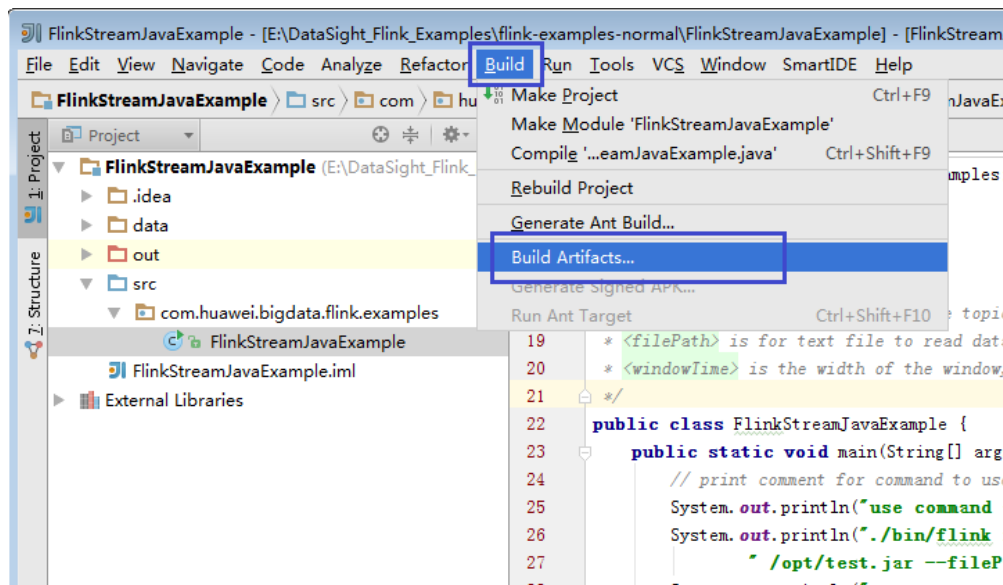 FlinkStreamJavaExample - [E:\DataSight_Flink_Examples\flink-examples-normal\FlinkStreamJavaExample] - [FlinkStream
File Edit View Navigate Code Analyze Refactor Build Run Tools VCS Window SmartIDE Help
FlinkStreamJavaExample src com hu
Make Project Ctrl+F9
Make Module 'FlinkStreamJavaExample'
Compile '...eamJavaExample.java' Ctrl+Shift+F9
Rebuild Project
Generate Ant Build...
Build Artifacts...
Generate Signed APK...
Run Ant Target Ctrl+Shift+F10
1: Project
7: Structure
Project
FlinkStreamJavaExample (E:\DataSight_Flink_
.idea
data
out
src
com.huawei.bigdata.flink.examples
FlinkStreamJavaExample
FlinkStreamJavaExample.iml
External Libraries
nJavaEx
mples
topic
19 * <filePath> is for text file to read dat
20 * <windowTime> is the width of the window,
21 */
22 public class FlinkStreamJavaExample {
23 public static void main(String[] arg
24 // print comment for command to us
25 System.out.println("use command
26 System.out.println("./bin/flink
27 " /opt/test.jar --fileP